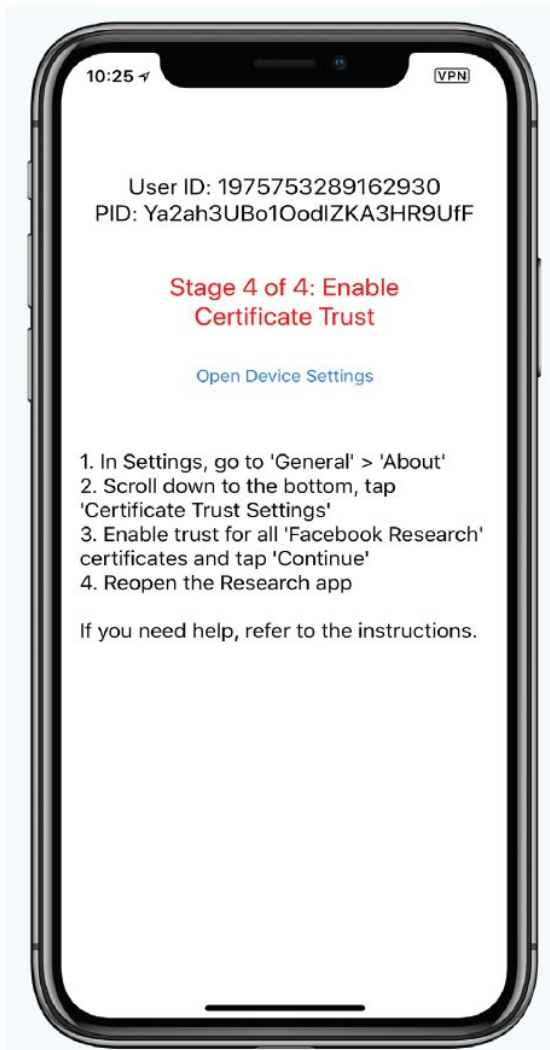 10:25
VPN
User ID: 1975753289162930
PID: Ya2ah3UBo1OodIZKA3HR9UfF
Stage 4 of 4: Enable
Certificate Trust
Open Device Settings
1. In Settings, go to 'General' > 'About'
2. Scroll down to the bottom, tap
'Certificate Trust Settings'
3. Enable trust for all 'Facebook Research'
certificates and tap 'Continue'
4. Reopen the Research app
If you need help, refer to the instructions.